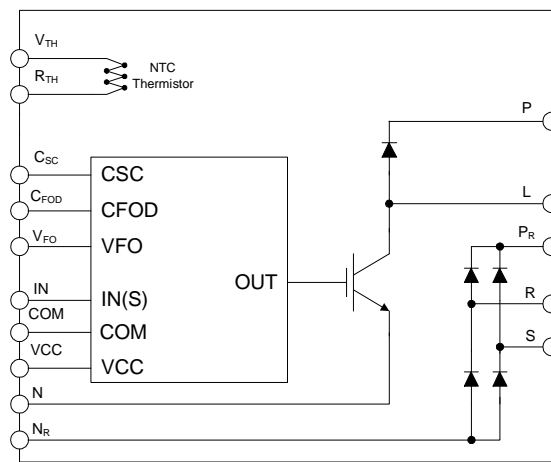 V_TH
R_TH
NTC
Thermistor
P
C_SC
CSC
C_FOD
CFOD
L
V_FO
VFO
P_R
OUT
IN
IN(S)
R
COM
COM
S
VCC
VCC
N
N_R